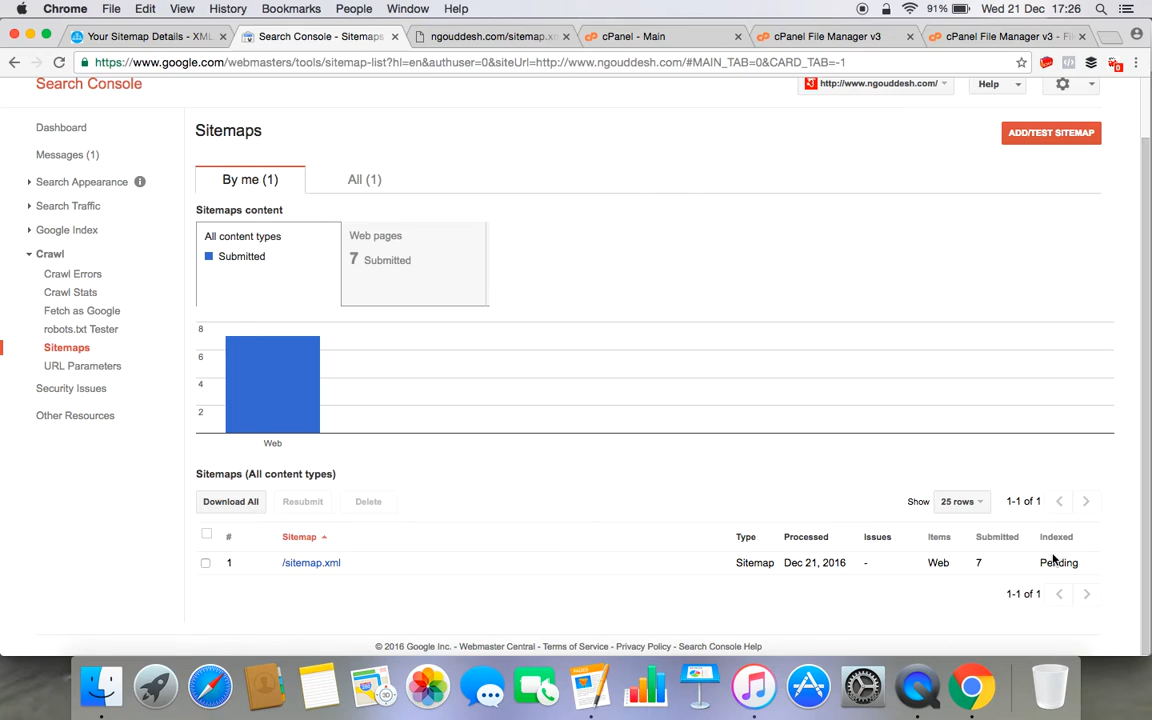 Chrome File Edit View History Bookmarks People Window Help 91% Wed 21 Dec 17:26
Your Sitemap Details - XML Search Console - Sitemaps ngouddesh.com/sitemap.xm cPanel - Main cPanel File Manager v3 cPanel File Manager v3 - Fi
https://www.google.com/webmasters/tools/sitemap-list?hl=en&authuser=0&siteUrl=http://www.ngouddesh.com/#MAIN_TAB=0&CARD_TAB=-1
Search Console http://www.ngouddesh.com/ Help
Dashboard
Messages (1)
Search Appearance
Search Traffic
Google Index
Crawl
Crawl Errors
Crawl Stats
Fetch as Google
robots.txt Tester
Sitemaps
URL Parameters
Security Issues
Other Resources
Sitemaps ADD/TEST SITEMAP
By me (1) All (1)
Sitemaps content
All content types
Submitted
Web pages
7 Submitted
8
6
4
2
Web
Sitemaps (All content types)
Download All Resubmit Delete Show 25 rows 1-1 of 1
# Sitemap Type Processed Issues Items Submitted Indexed
1 /sitemap.xml Sitemap Dec 21, 2016 - Web 7 Pending
1-1 of 1
© 2016 Google Inc. - Webmaster Central - Terms of Service - Privacy Policy - Search Console Help